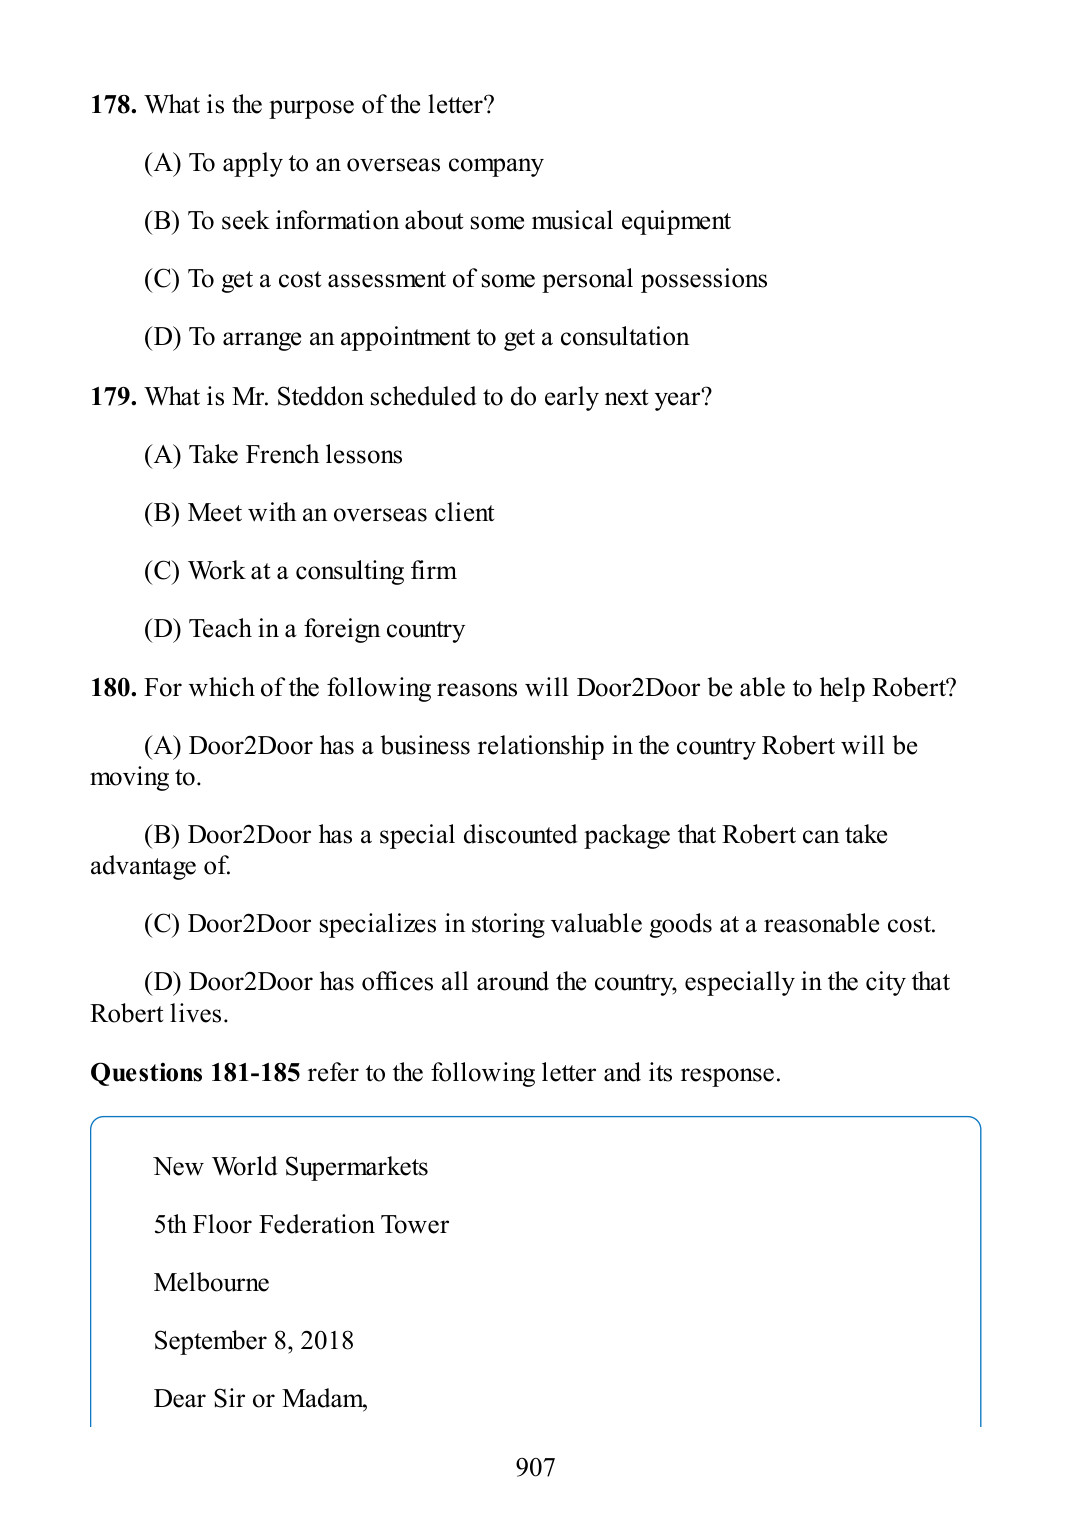 178. What is the purpose of the letter?
(A) To apply to an overseas company
(B) To seek information about some musical equipment
(C) To get a cost assessment of some personal possessions
(D) To arrange an appointment to get a consultation
179. What is Mr. Steddon scheduled to do early next year?
(A) Take French lessons
(B) Meet with an overseas client
(C) Work at a consulting firm
(D) Teach in a foreign country
180. For which of the following reasons will Door2Door be able to help Robert?
(A) Door2Door has a business relationship in the country Robert will be
moving to.
(B) Door2Door has a special discounted package that Robert can take
advantage of.
(C) Door2Door specializes in storing valuable goods at a reasonable cost.
(D) Door2Door has offices all around the country, especially in the city that
Robert lives.
Questions 181-185 refer to the following letter and its response.
New World Supermarkets
5th Floor Federation Tower
Melbourne
September 8, 2018
Dear Sir or Madam,
907